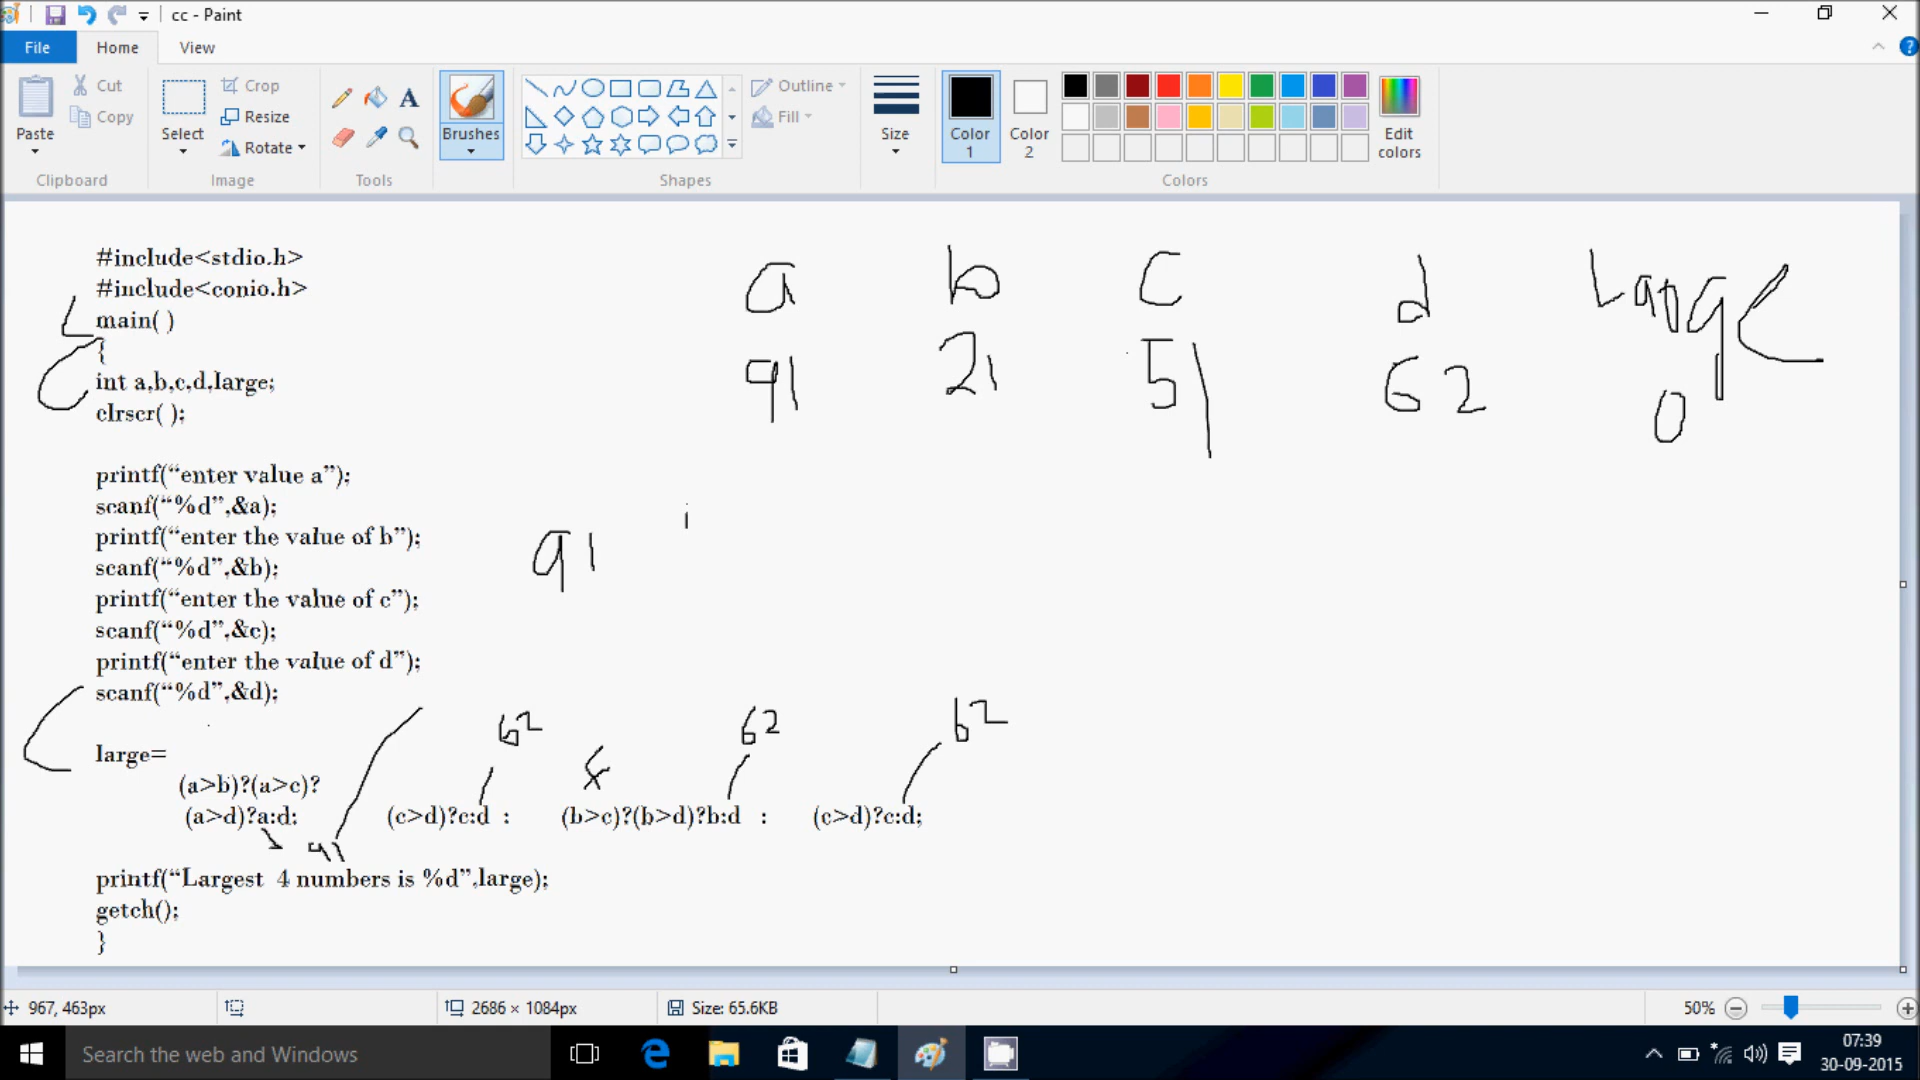 cc - Paint
File Home View
Cut
Copy
Paste
Clipboard
Select
Crop
Resize
Rotate
Image
Tools
Brushes
Outline
Fill
Shapes
Size
Color 1
Color 2
Edit colors
Colors
#include<stdio.h>
#include<conio.h>
main( )
{
int a,b,c,d,large;
clrscr( );
a b c d Large
91 21 51 62 0
printf(“enter value a”);
scanf(“%d”,&a);
printf(“enter the value of b”);
scanf(“%d”,&b);
91
printf(“enter the value of c”);
scanf(“%d”,&c);
printf(“enter the value of d”);
scanf(“%d”,&d);
62 62 62
large=
(a>b)?(a>c)?
(a>d)?a:d; (c>d)?c:d : (b>c)?(b>d)?b:d : (c>d)?c:d;
91
printf(“Largest 4 numbers is %d”,large);
getch();
}
967, 463px
2686 × 1084px
Size: 65.6KB
50%
Search the web and Windows
07:39
30-09-2015